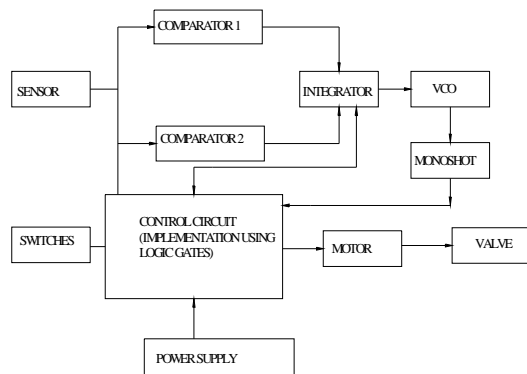 COMPARATOR 1
SENSOR
INTEGRATOR
VCO
COMPARATOR 2
MONOSHOT
CONTROL CIRCUIT
(IMPLEMENTATION USING
LOGIC GATES)
SWITCHES
MOTOR
VALVE
POWER SUPPLY